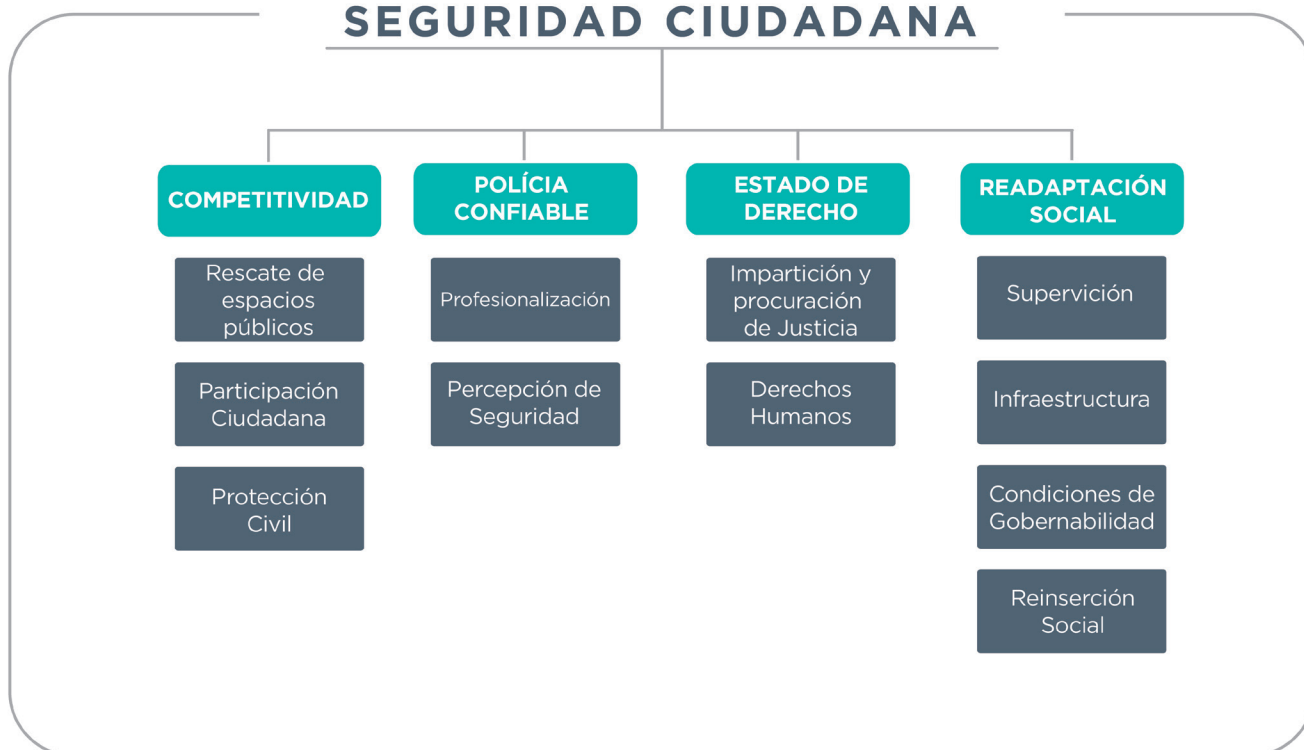 SEGURIDAD CIUDADANA
COMPETITIVIDAD
Rescate de
espacios
públicos
Participación
Ciudadana
Protección
Civil
POLÍCIA
CONFIABLE
Profesionalización
Percepción de
Seguridad
ESTADO DE
DERECHO
Impartición y
procuración
de Justicia
Derechos
Humanos
READAPTACIÓN
SOCIAL
Supervición
Infraestructura
Condiciones de
Gobernabilidad
Reinserción
Social